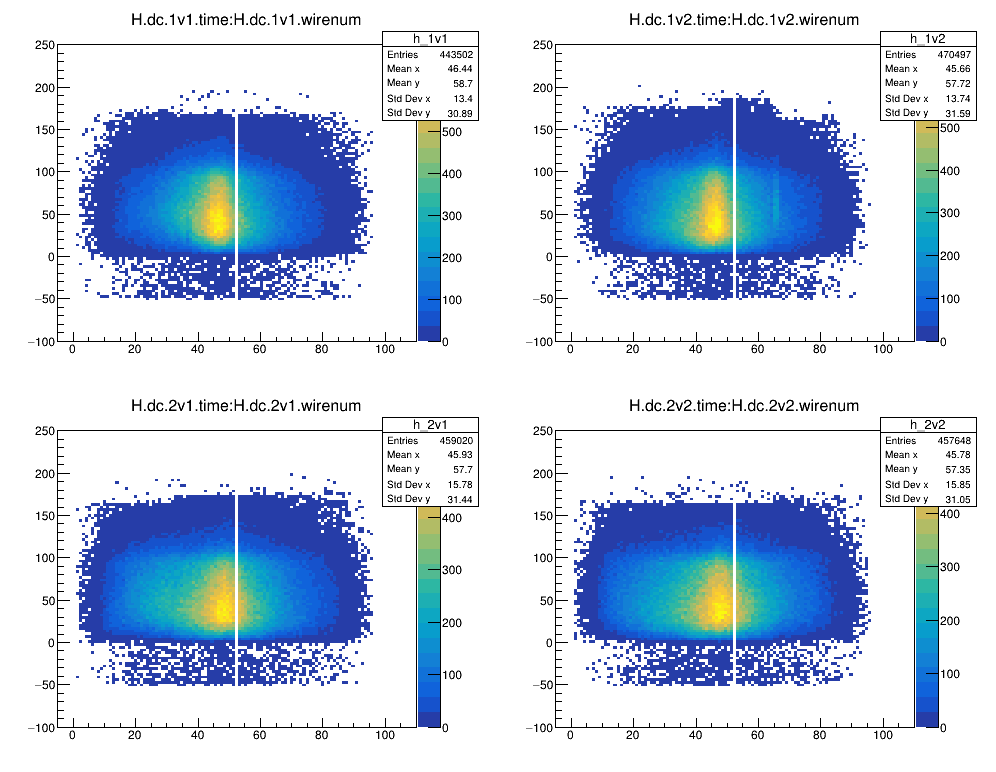 H.dc.1v1.time:H.dc.1v1.wirenum
h_1v1
Entries 443502
Mean x 46.44
Mean y 58.7
Std Dev x 13.4
Std Dev y 30.89
250
200
150
100
50
0
−50
−100
0 20 40 60 80 100
500
400
300
200
100
0
H.dc.1v2.time:H.dc.1v2.wirenum
h_1v2
Entries 470497
Mean x 45.66
Mean y 57.72
Std Dev x 13.74
Std Dev y 31.59
250
200
150
100
50
0
−50
−100
0 20 40 60 80 100
500
400
300
200
100
0
H.dc.2v1.time:H.dc.2v1.wirenum
h_2v1
Entries 459020
Mean x 45.93
Mean y 57.7
Std Dev x 15.78
Std Dev y 31.44
250
200
150
100
50
0
−50
−100
0 20 40 60 80 100
400
300
200
100
0
H.dc.2v2.time:H.dc.2v2.wirenum
h_2v2
Entries 457648
Mean x 45.78
Mean y 57.35
Std Dev x 15.85
Std Dev y 31.05
250
200
150
100
50
0
−50
−100
0 20 40 60 80 100
400
300
200
100
0